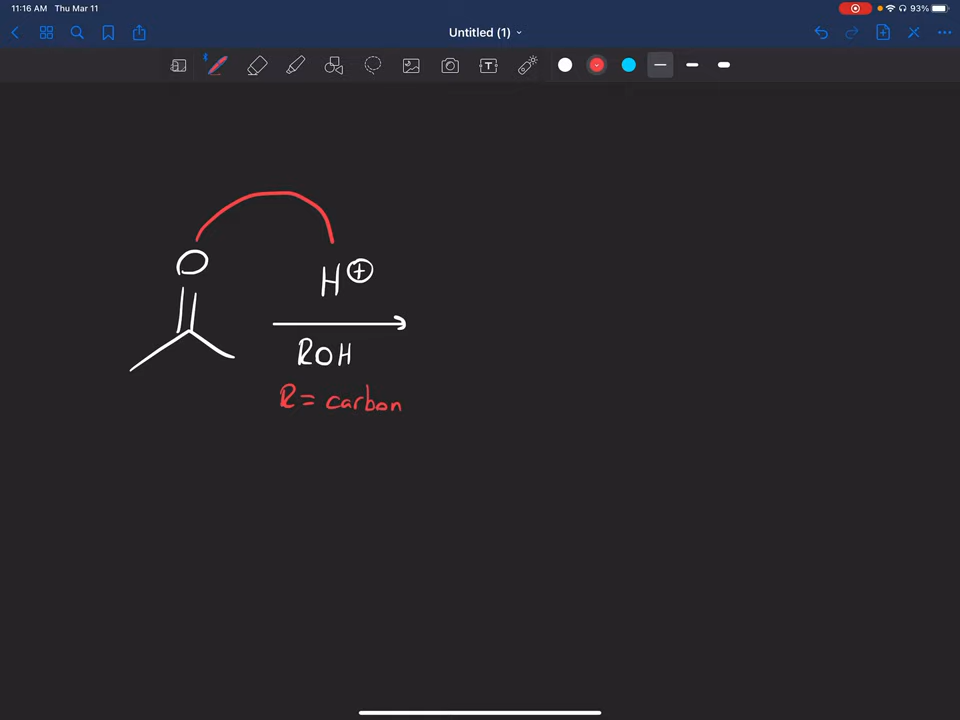 11:16 AM Thu Mar 11
93%
Untitled (1)
T
O
H⊕
ROH
R = carbon